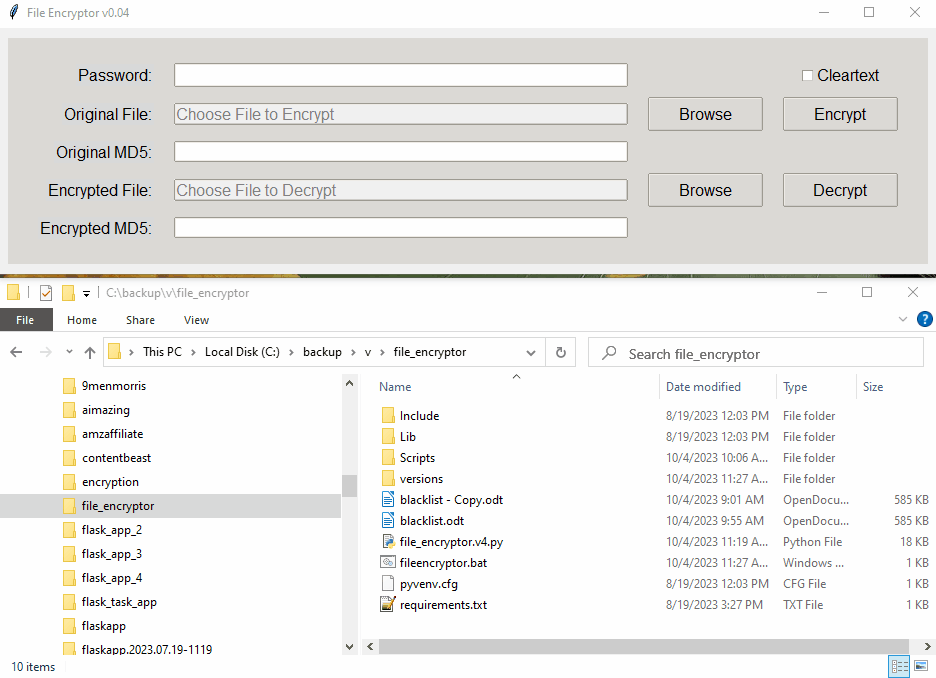 File Encryptor v0.04
Password:
Cleartext
Original File: Choose File to Encrypt Browse Encrypt
Original MD5:
Encrypted File: Choose File to Decrypt Browse Decrypt
Encrypted MD5:
C:\backup\v\file_encryptor
File Home Share View ?
This PC Local Disk (C:) backup v file_encryptor Search file_encryptor
9menmorris
aimazing
amzaffiliate
contentbeast
encryption
file_encryptor
flask_app_2
flask_app_3
flask_app_4
flask_task_app
flaskapp
flaskapp.2023.07.19-1119
Name Date modified Type Size
Include 8/19/2023 12:03 PM File folder
Lib 8/19/2023 12:03 PM File folder
Scripts 10/4/2023 10:06 A... File folder
versions 10/4/2023 11:27 A... File folder
blacklist - Copy.odt 10/4/2023 9:01 AM OpenDocu... 585 KB
blacklist.odt 10/4/2023 9:55 AM OpenDocu... 585 KB
file_encryptor.v4.py 10/4/2023 11:19 A... Python File 18 KB
fileencryptor.bat 10/4/2023 11:27 A... Windows ... 1 KB
pyvenv.cfg 8/19/2023 12:03 PM CFG File 1 KB
requirements.txt 8/19/2023 3:27 PM TXT File 1 KB
10 items